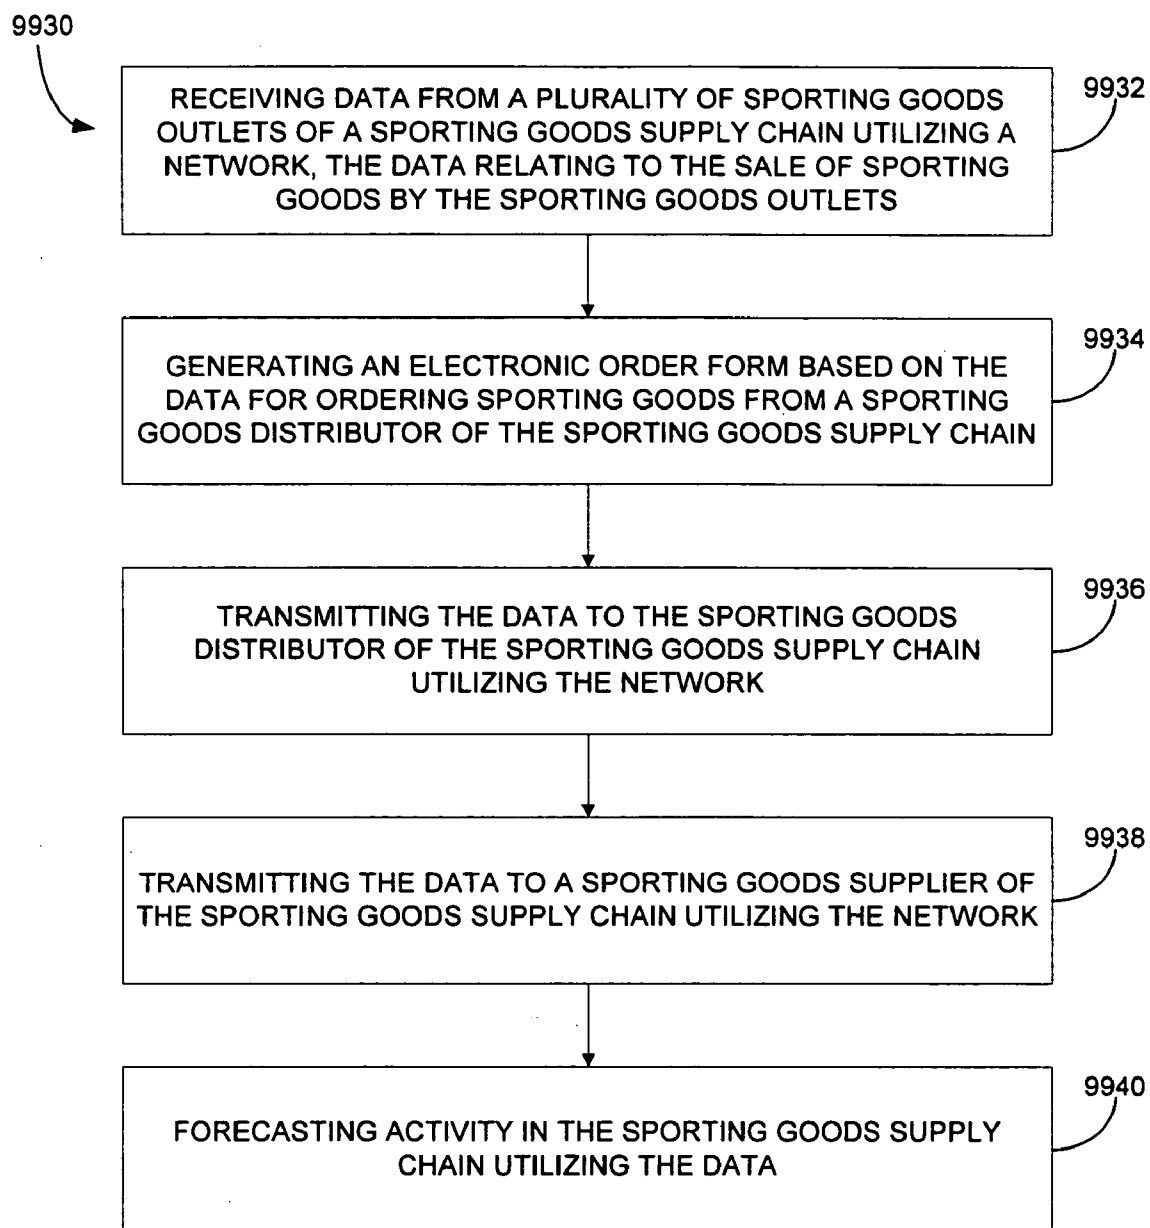 9930
9932
RECEIVING DATA FROM A PLURALITY OF SPORTING GOODS
OUTLETS OF A SPORTING GOODS SUPPLY CHAIN UTILIZING A
NETWORK, THE DATA RELATING TO THE SALE OF SPORTING
GOODS BY THE SPORTING GOODS OUTLETS
9934
GENERATING AN ELECTRONIC ORDER FORM BASED ON THE
DATA FOR ORDERING SPORTING GOODS FROM A SPORTING
GOODS DISTRIBUTOR OF THE SPORTING GOODS SUPPLY CHAIN
9936
TRANSMITTING THE DATA TO THE SPORTING GOODS
DISTRIBUTOR OF THE SPORTING GOODS SUPPLY CHAIN
UTILIZING THE NETWORK
9938
TRANSMITTING THE DATA TO A SPORTING GOODS SUPPLIER OF
THE SPORTING GOODS SUPPLY CHAIN UTILIZING THE NETWORK
9940
FORECASTING ACTIVITY IN THE SPORTING GOODS SUPPLY
CHAIN UTILIZING THE DATA